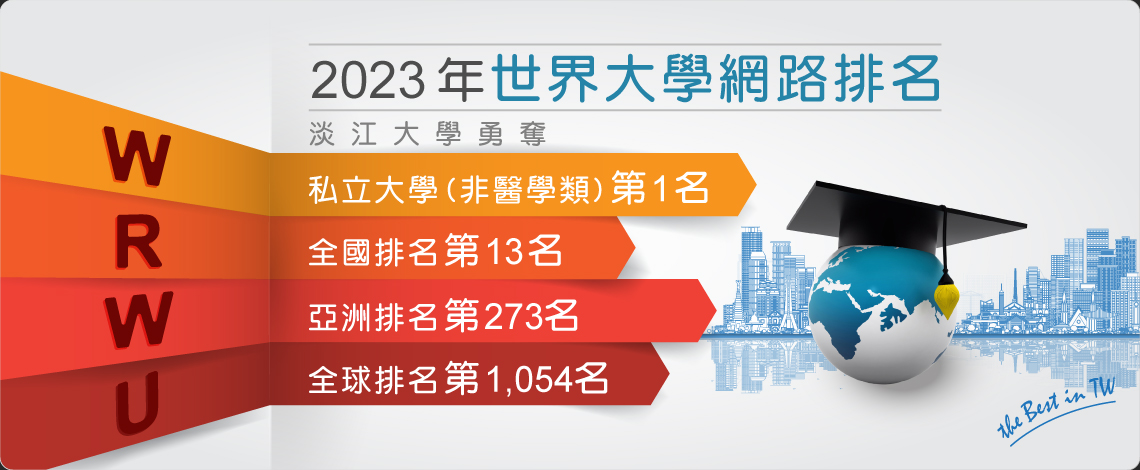 2023年世界大學網路排名
淡江大學勇奪
W
私立大學(非醫學類)第1名
R
全國排名第13名
W
亞洲排名第273名
U
全球排名第1,054名
the Best in TW